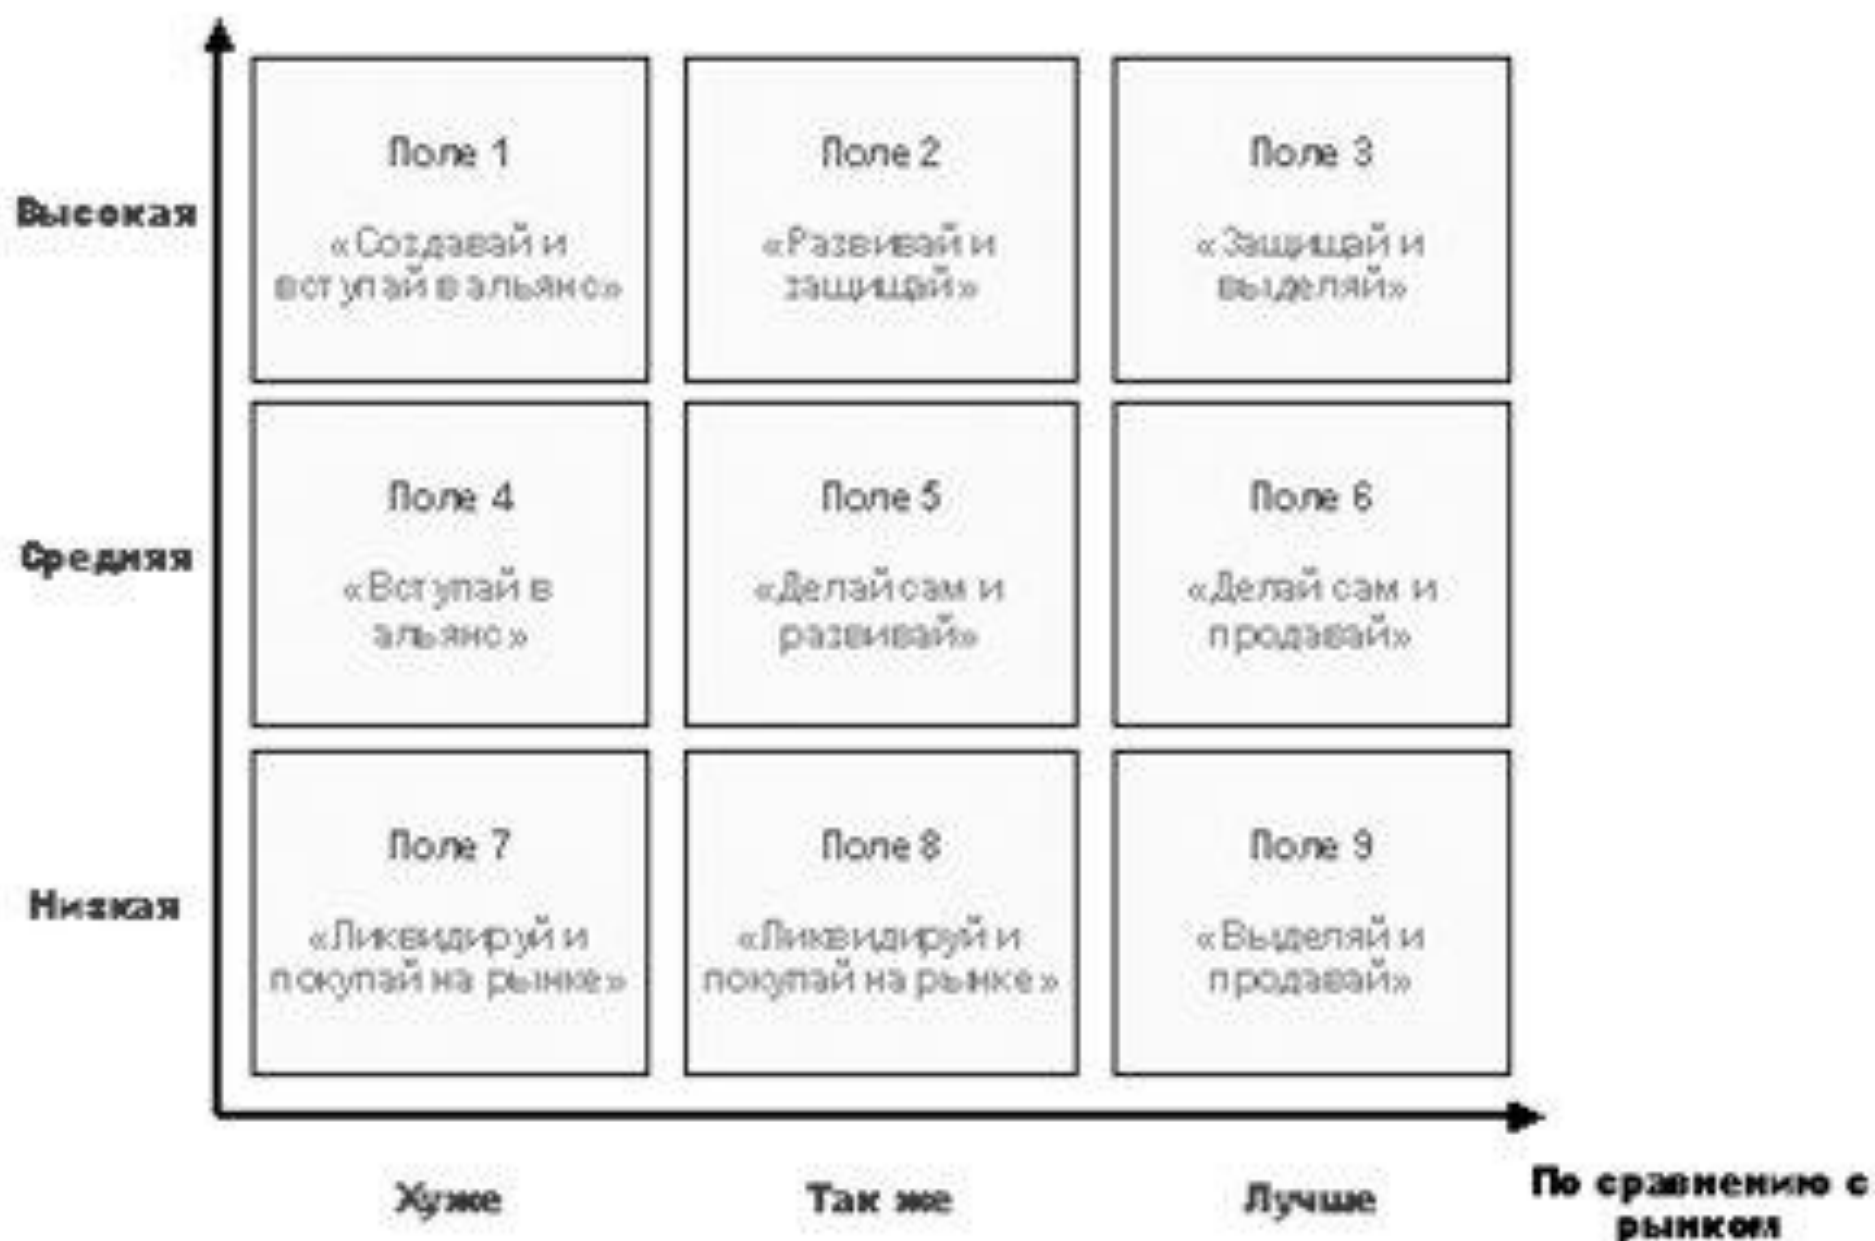 Высокая
Поле 1
«Создавай и
вступай в альянс»
Поле 2
«Развивай и
защищай»
Поле 3
«Защищай и
выделяй»
Средняя
Поле 4
«Вступай в
альянс»
Поле 5
«Делай сам и
развивай»
Поле 6
«Делай сам и
продавай»
Низкая
Поле 7
«Ликвидируй и
покупай на рынке»
Поле 8
«Ликвидируй и
покупай на рынке»
Поле 9
«Выделяй и
продавай»
Хуже
Так же
Лучше
По сравнению с
рынком